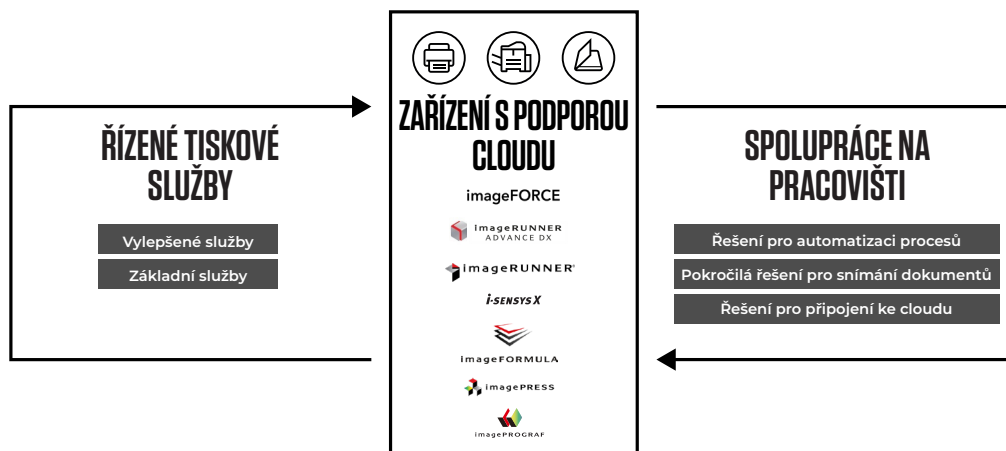 ŘÍZENÉ TISKOVÉ
SLUŽBY
Vylepšené služby
Základní služby
ZAŘÍZENÍ S PODPOROU
CLOUDU
imageFORCE
imageRUNNER
ADVANCE DX
imageRUNNER®
i-SENSYS X
imageFORMULA
imagePRESS
imagePROGRAF
SPOLUPRÁCE NA
PRACOVIŠTI
Řešení pro automatizaci procesů
Pokročilá řešení pro snímání dokumentů
Řešení pro připojení ke cloudu